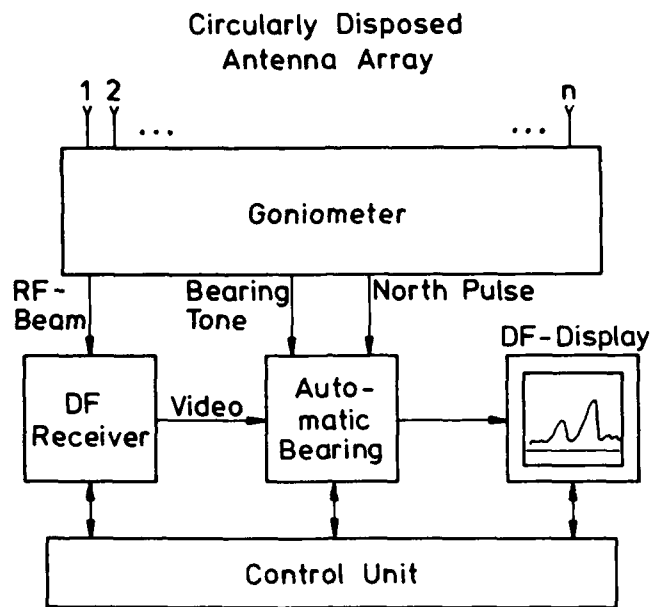 Circularly Disposed
Antenna Array
1 2 ... ... n
Goniometer
RF-
Beam
Bearing
Tone
North Pulse
DF-Display
DF
Receiver
Video
Auto-
matic
Bearing
Control Unit